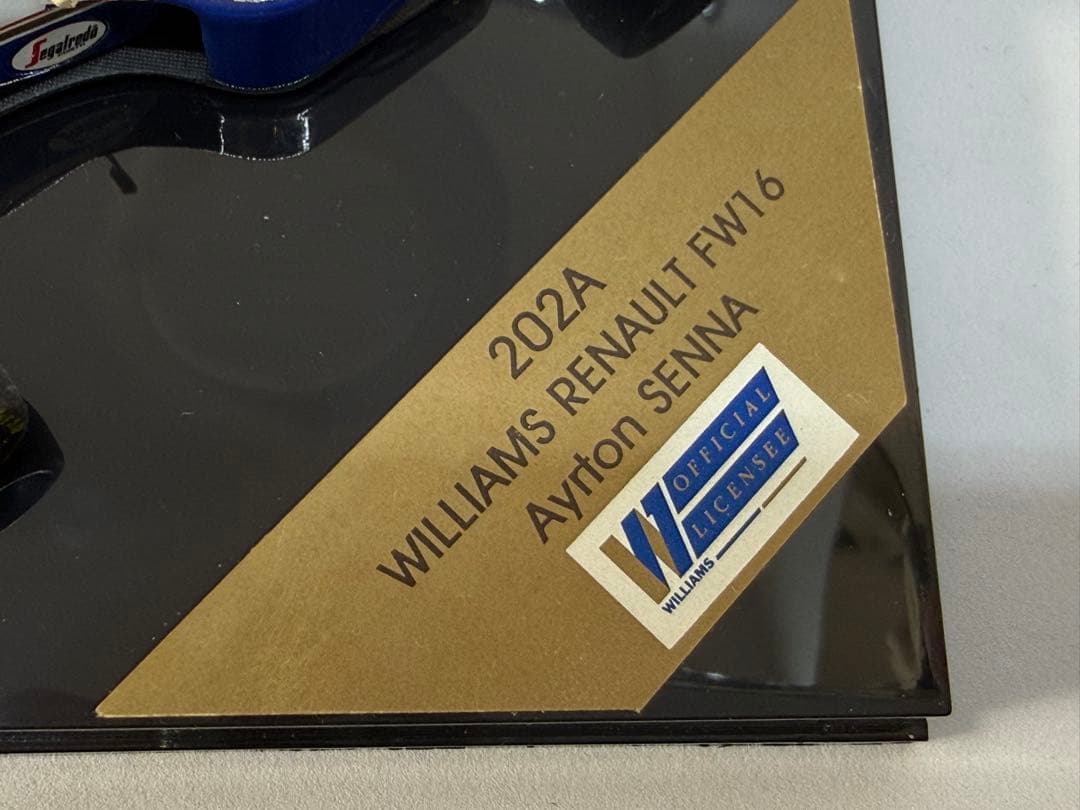 Segafredo
202A
WILLIAMS RENAULT FW16
Ayrton SENNA
OFFICIAL
LICENSEE
WILLIAMS